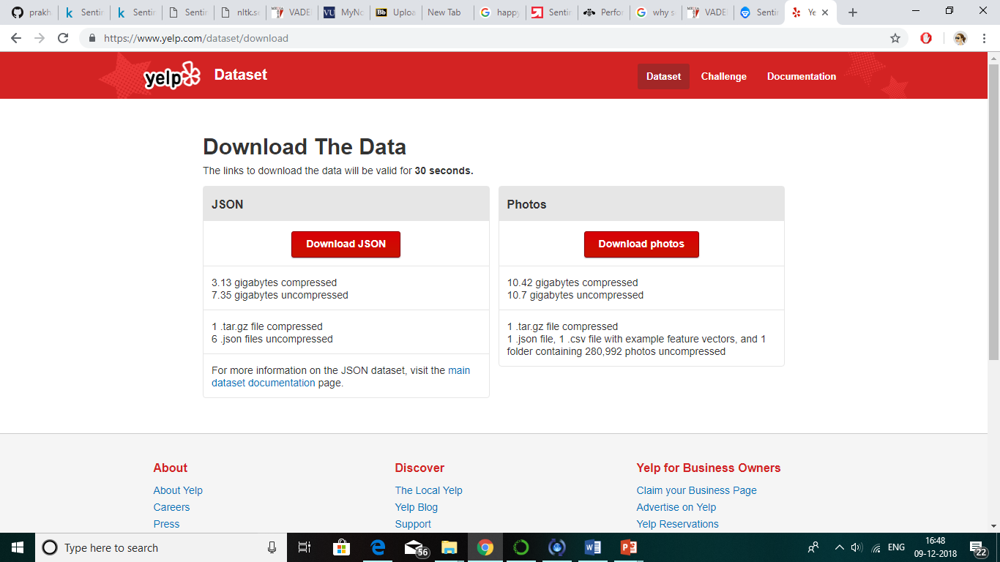 prakh
Sentin
Sentin
Sentin
nltk.se
VADE
MyNo
Uploa
New Tab
happy
Sentin
Perfor
why s
VADE
Sentin
Ye
https://www.yelp.com/dataset/download
yelp
Dataset
Dataset Challenge Documentation
Download The Data
The links to download the data will be valid for 30 seconds.
JSON
Download JSON
3.13 gigabytes compressed
7.35 gigabytes uncompressed
1 .tar.gz file compressed
6 .json files uncompressed
For more information on the JSON dataset, visit the main
dataset documentation page.
Photos
Download photos
10.42 gigabytes compressed
10.7 gigabytes uncompressed
1 .tar.gz file compressed
1 .json file, 1 .csv file with example feature vectors, and 1
folder containing 280,992 photos uncompressed
About
About Yelp
Careers
Press
Discover
The Local Yelp
Yelp Blog
Support
Yelp for Business Owners
Claim your Business Page
Advertise on Yelp
Yelp Reservations
Type here to search
56
ENG
16:48
09-12-2018
22